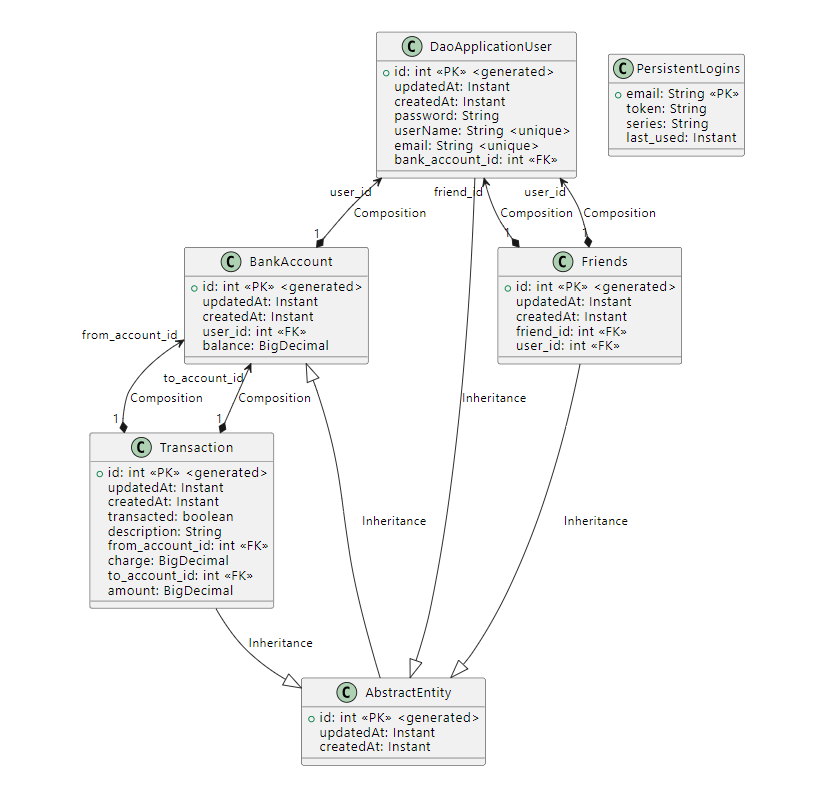 C DaoApplicationUser
id: int «PK» <generated>
updatedAt: Instant
createdAt: Instant
password: String
userName: String <unique>
email: String <unique>
bank_account_id: int «FK»
C PersistentLogins
email: String «PK»
token: String
series: String
last_used: Instant
user_id
friend_id
user_id
Composition
Composition
Composition
1
1
1
C BankAccount
id: int «PK» <generated>
updatedAt: Instant
createdAt: Instant
user_id: int «FK»
balance: BigDecimal
C Friends
id: int «PK» <generated>
updatedAt: Instant
createdAt: Instant
friend_id: int «FK»
user_id: int «FK»
from_account_id
to_account_id
Composition
Composition
Inheritance
1
1
C Transaction
id: int «PK» <generated>
updatedAt: Instant
createdAt: Instant
transacted: boolean
description: String
from_account_id: int «FK»
charge: BigDecimal
to_account_id: int «FK»
amount: BigDecimal
Inheritance
Inheritance
Inheritance
C AbstractEntity
id: int «PK» <generated>
updatedAt: Instant
createdAt: Instant